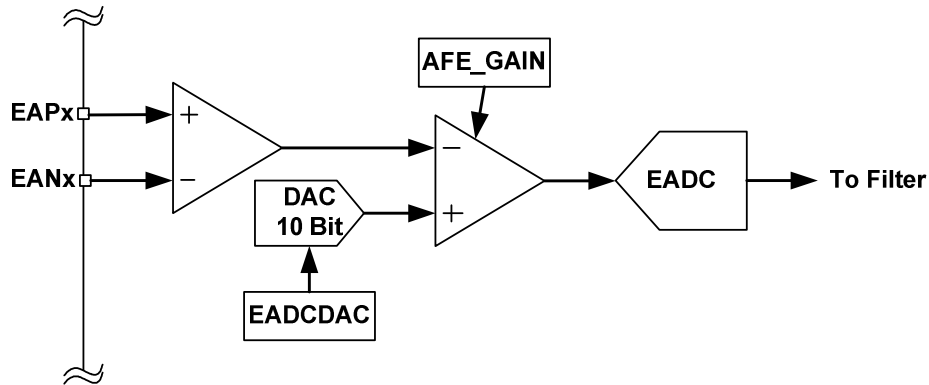 AFE_GAIN
EAPx
+
−
EANx
−
+
DAC
10 Bit
EADC
To Filter
EADCDAC